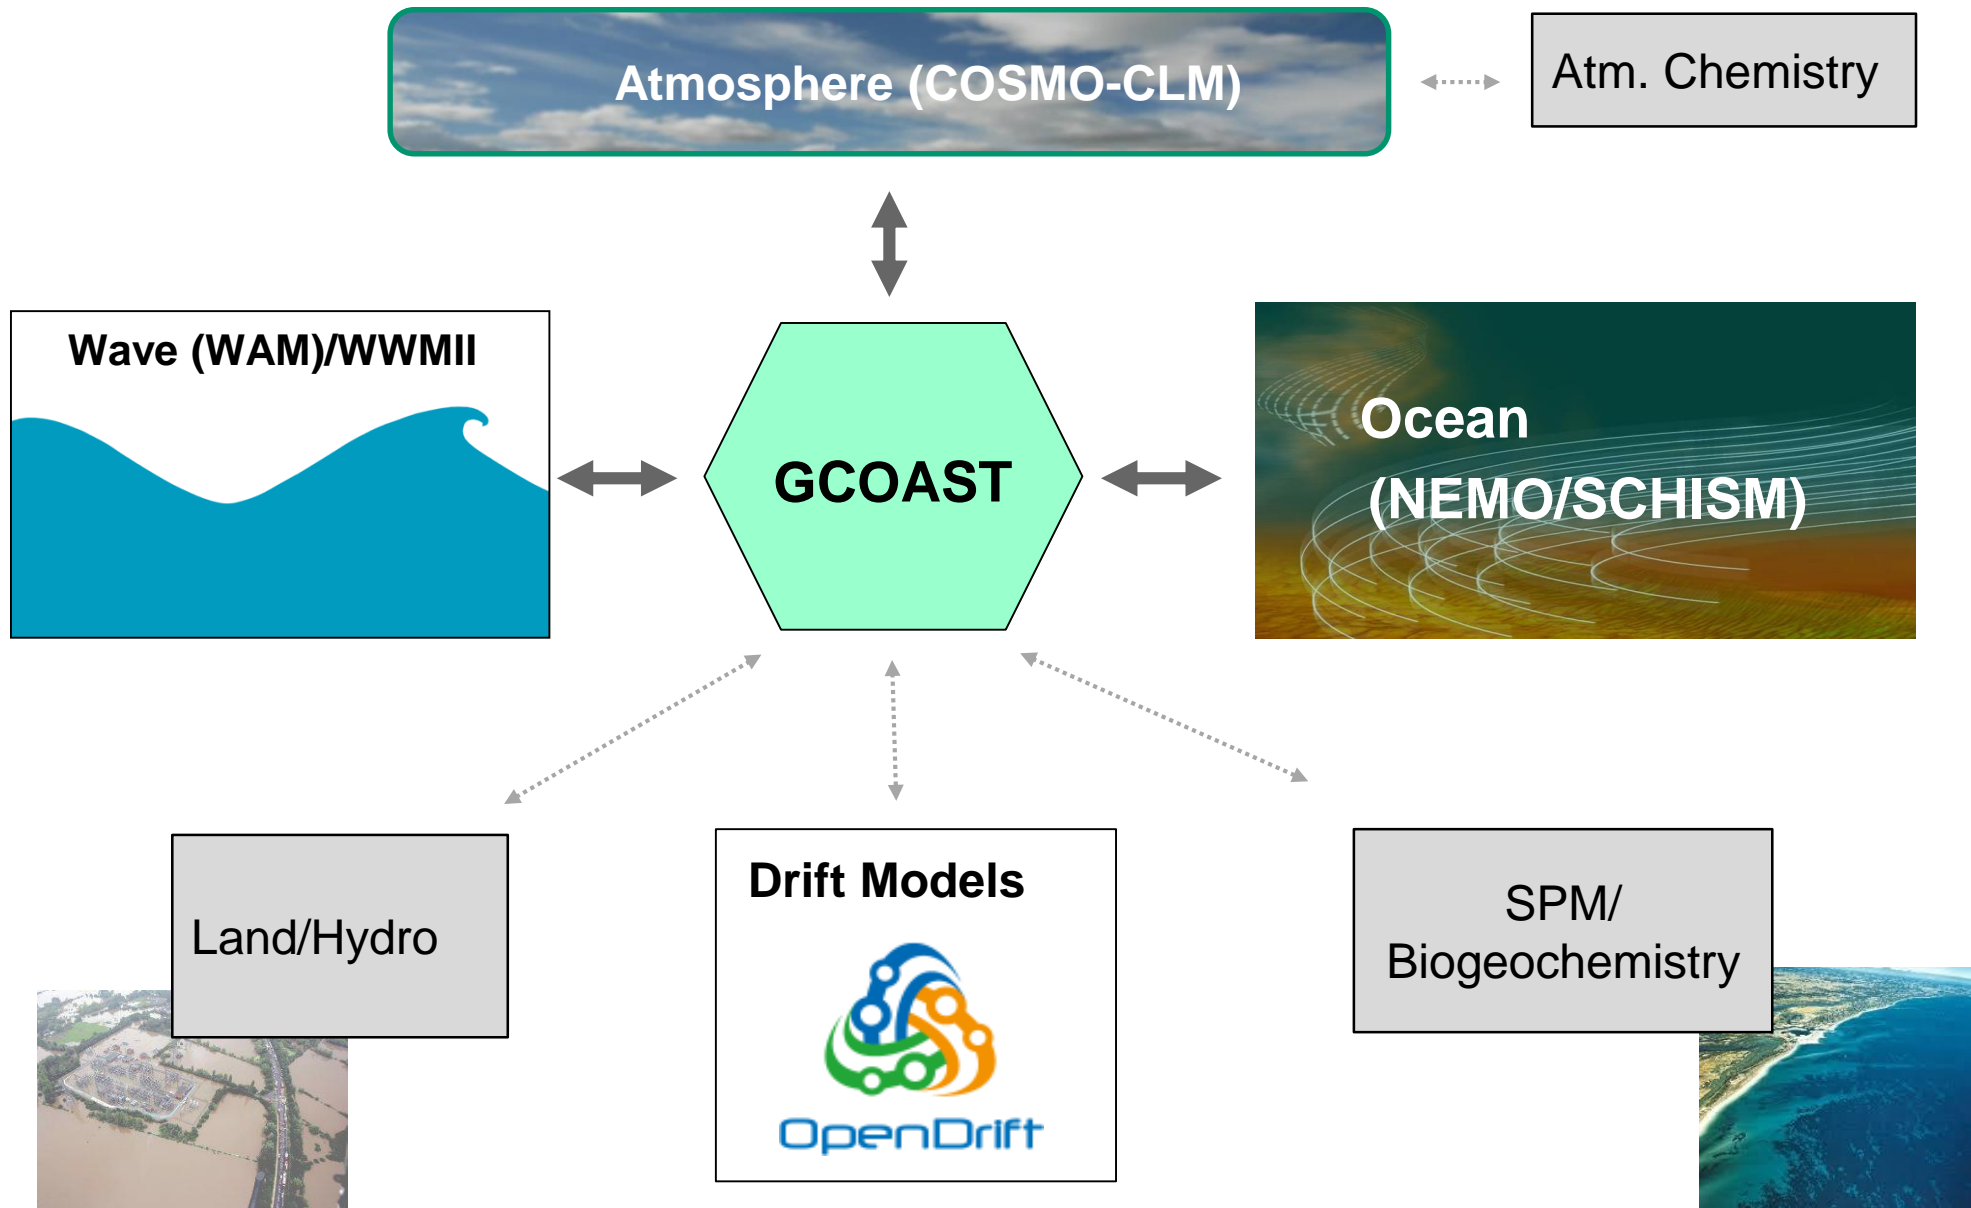 Atmosphere (COSMO-CLM)
Atm. Chemistry
Wave (WAM)/WWMII
GCOAST
Ocean
(NEMO/SCHISM)
Land/Hydro
Drift Models
OpenDrift
SPM/
Biogeochemistry